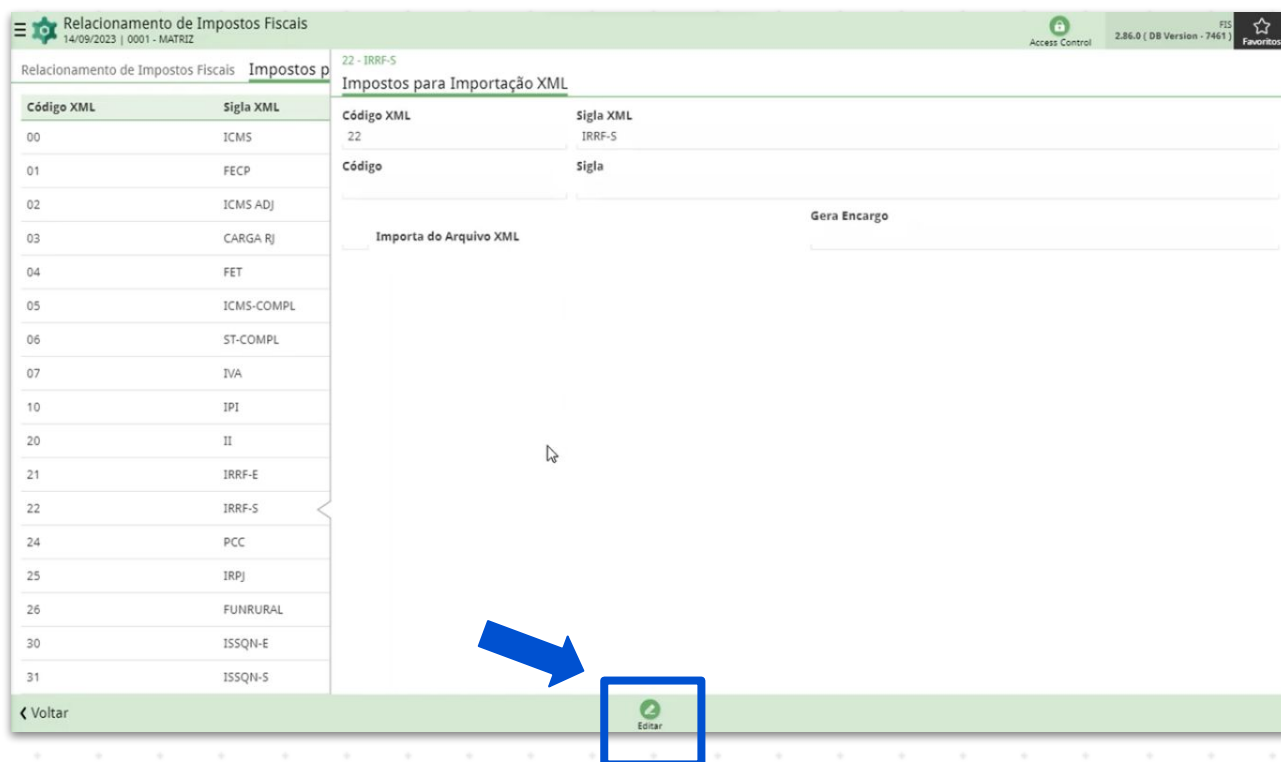 Relacionamento de Impostos Fiscais
14/09/2023 | 0001 - MATRIZ
Access Control
FIS
2.86.0 ( DB Version - 7461 )
Favoritos
Relacionamento de Impostos Fiscais Impostos p
Código XML Sigla XML
00 ICMS
01 FECP
02 ICMS ADJ
03 CARGA RJ
04 FET
05 ICMS-COMPL
06 ST-COMPL
07 IVA
10 IPI
20 II
21 IRRF-E
22 IRRF-S
24 PCC
25 IRPJ
26 FUNRURAL
30 ISSQN-E
31 ISSQN-S
22 - IRRF-S
Impostos para Importação XML
Código XML Sigla XML
22 IRRF-S
Código Sigla
Gera Encargo
Importa do Arquivo XML
Voltar
Editar